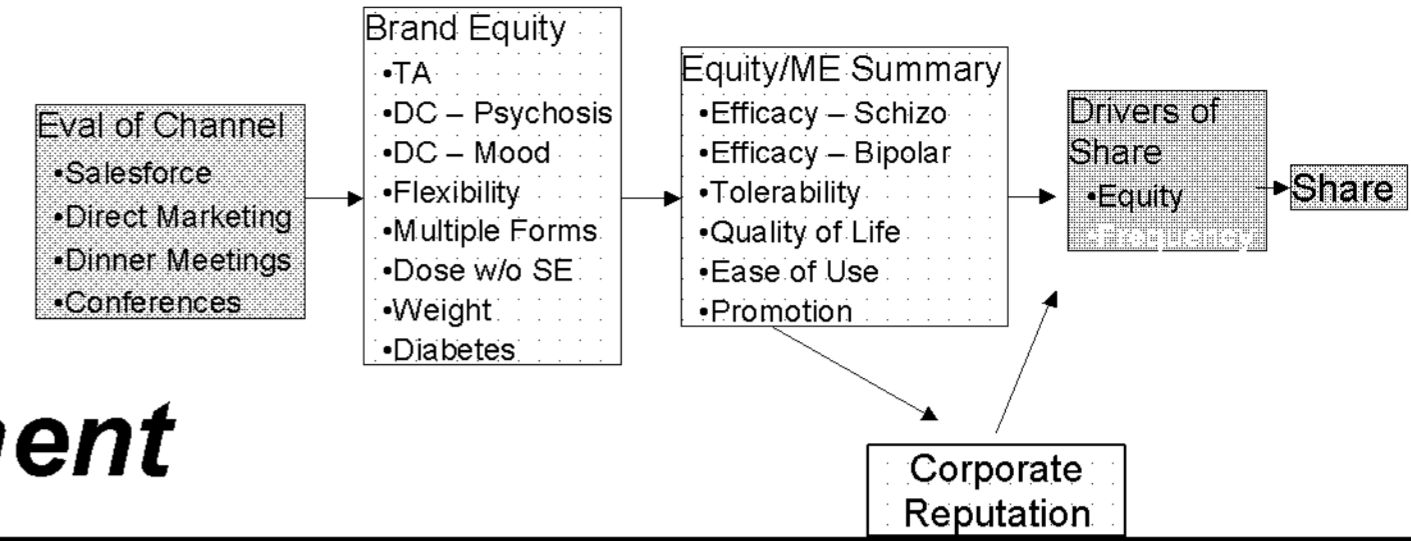 Eval of Channel
•Salesforce
•Direct Marketing
•Dinner Meetings
•Conferences
Brand Equity
•TA
•DC – Psychosis
•DC – Mood
•Flexibility
•Multiple Forms
•Dose w/o SE
•Weight
•Diabetes
Equity/ME Summary
•Efficacy – Schizo
•Efficacy – Bipolar
•Tolerability
•Quality of Life
•Ease of Use
•Promotion
Drivers of
Share
•Equity
•Frequency
Share
Corporate
Reputation
ent